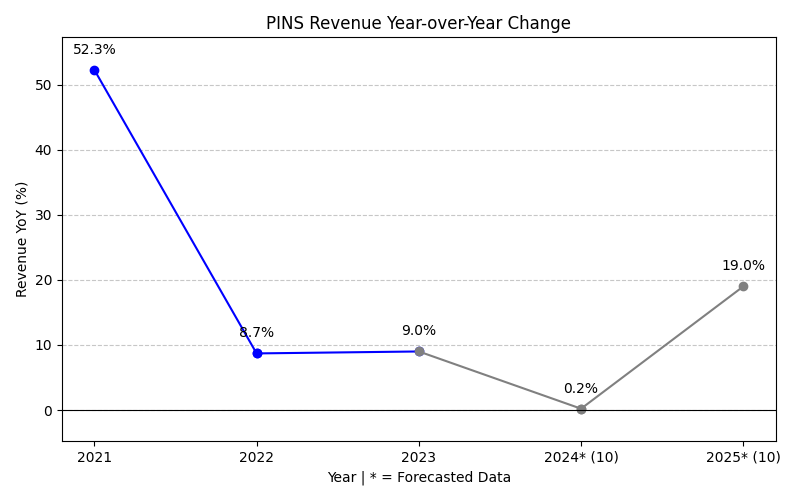 PINS Revenue Year-over-Year Change
52.3%
8.7%
9.0%
0.2%
19.0%
50
40
30
20
10
0
Revenue YoY (%)
2021 2022 2023 2024* (10) 2025* (10)
Year | * = Forecasted Data